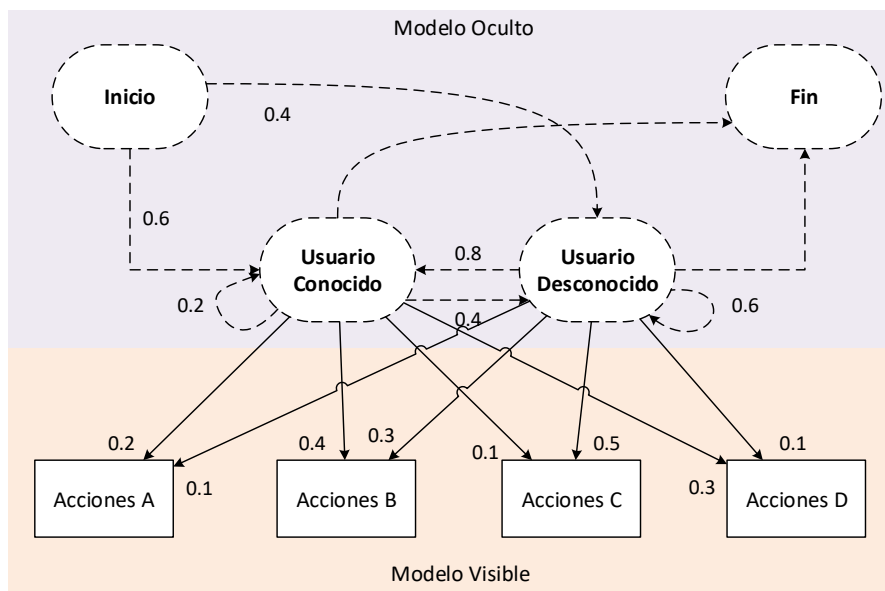 Modelo Oculto
Inicio
Fin
0.4
0.6
Usuario
Conocido
0.8
Usuario
Desconocido
0.2
0.4
0.6
0.2
0.1
0.4
0.3
0.1
0.5
0.3
0.1
Acciones A
Acciones B
Acciones C
Acciones D
Modelo Visible